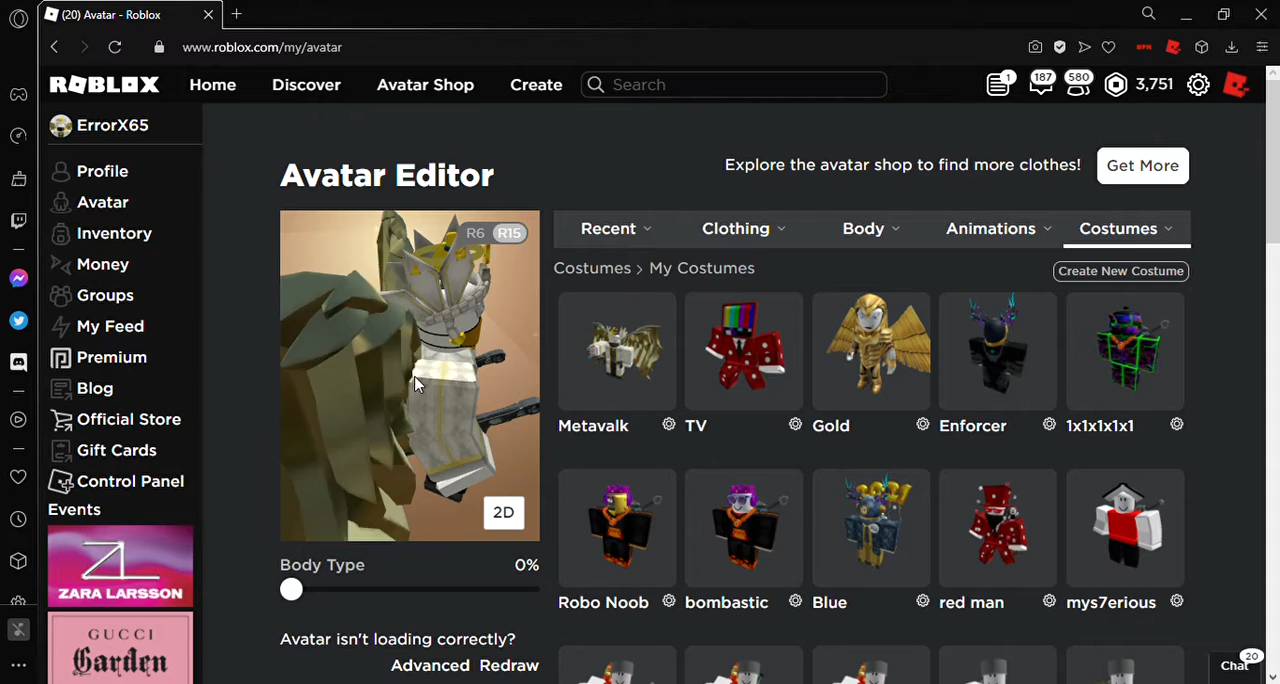 (20) Avatar - Roblox
www.roblox.com/my/avatar
ROBLOX Home Discover Avatar Shop Create Search 1 187 580 3,751
ErrorX65
Profile
Avatar
Inventory
Money
Groups
My Feed
Premium
Blog
Official Store
Gift Cards
Control Panel
Events
ZL
ZARA LARSSON
GUCCI
Garden
Avatar Editor
Explore the avatar shop to find more clothes! Get More
R6 R15
2D
Body Type 0%
Avatar isn't loading correctly?
Advanced Redraw
Recent Clothing Body Animations Costumes
Costumes > My Costumes Create New Costume
Metavalk TV Gold Enforcer 1x1x1x1x1
Robo Noob bombastic Blue red man mys7erious
Chat 20